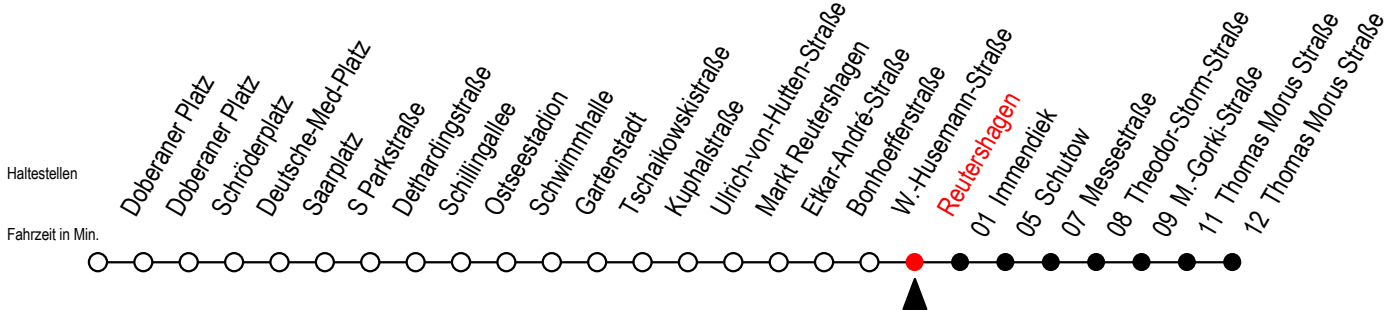 Haltestellen
Fahrzeit in Min.
Doberaner Platz
Doberaner Platz
Schröderplatz
Deutsche-Med-Platz
Saarplatz
S Parkstraße
Dethardingstraße
Schillingallee
Ostseestadion
Schwimmhalle
Gartenstadt
Tschaikowskistraße
Kuphalstraße
Ulrich-von-Hutten-Straße
Markt Reutershagen
Etkar-André-Straße
Bonhoefferstraße
W.-Husemann-Straße
Reutershagen
01 Immendiek
05 Schutow
07 Messestraße
08 Theodor-Storm-Straße
09 M.-Gorki-Straße
11 Thomas Morus Straße
12 Thomas Morus Straße